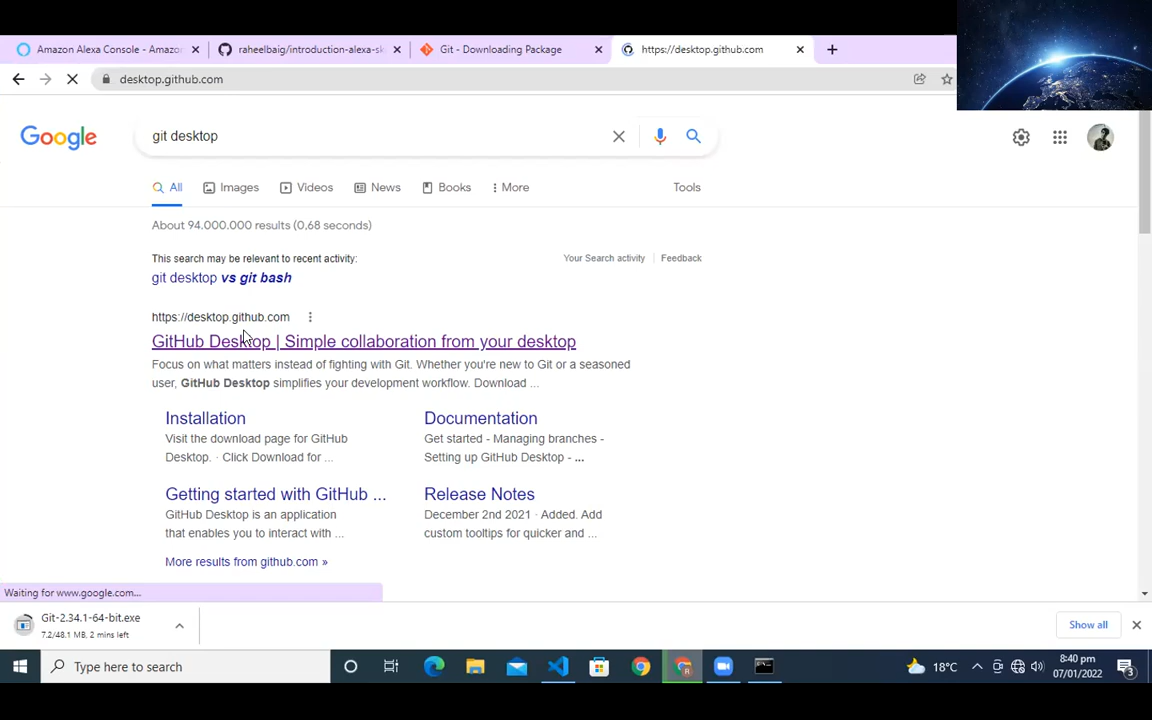 Amazon Alexa Console - Amazon
raheelbaig/introduction-alexa-sk
Git - Downloading Package
https://desktop.github.com
desktop.github.com
Google
git desktop
All
Images
Videos
News
Books
More
Tools
About 94.000.000 results (0,68 seconds)
This search may be relevant to recent activity:
Your Search activity
Feedback
git desktop vs git bash
https://desktop.github.com
GitHub Desktop | Simple collaboration from your desktop
Focus on what matters instead of fighting with Git. Whether you're new to Git or a seasoned
user, GitHub Desktop simplifies your development workflow. Download ...
Installation
Visit the download page for GitHub
Desktop. · Click Download for ...
Documentation
Get started - Managing branches -
Setting up GitHub Desktop - ...
Getting started with GitHub ...
GitHub Desktop is an application
that enables you to interact with ...
Release Notes
December 2nd 2021 · Added. Add
custom tooltips for quicker and ...
More results from github.com »
Waiting for www.google.com...
Git-2.34.1-64-bit.exe
7.2/48.1 MB, 2 mins left
Show all
Type here to search
18°C
8:40 pm
07/01/2022
3